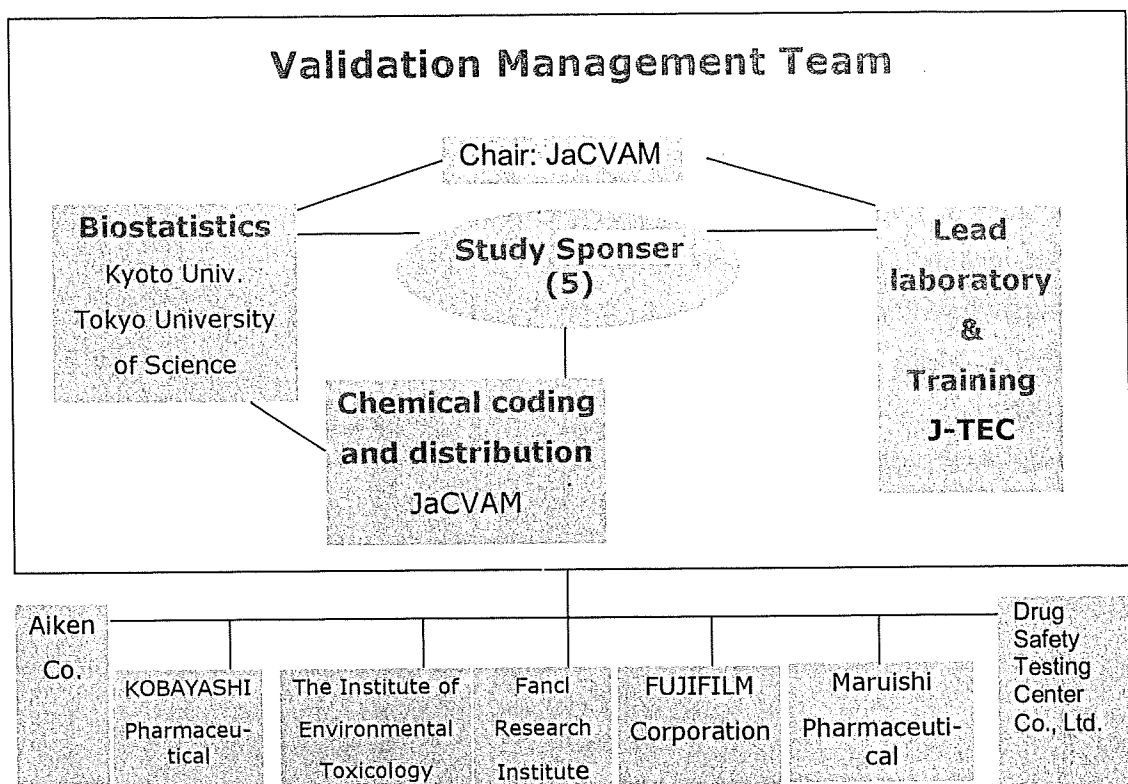 Validation Management Team
Chair: JaCVAM
Biostatistics
Kyoto Univ.
Tokyo University
of Science
Study Sponser
(5)
Lead
laboratory
&
Training
J-TEC
Chemical coding
and distribution
JaCVAM
Aiken
Co.
KOBAYASHI
Pharmaceu-
tical
The Institute of
Environmental
Toxicology
Fancl
Research
Institute
FUJIFILM
Corporation
Maruishi
Pharmaceuti-
cal
Drug
Safety
Testing
Center
Co., Ltd.